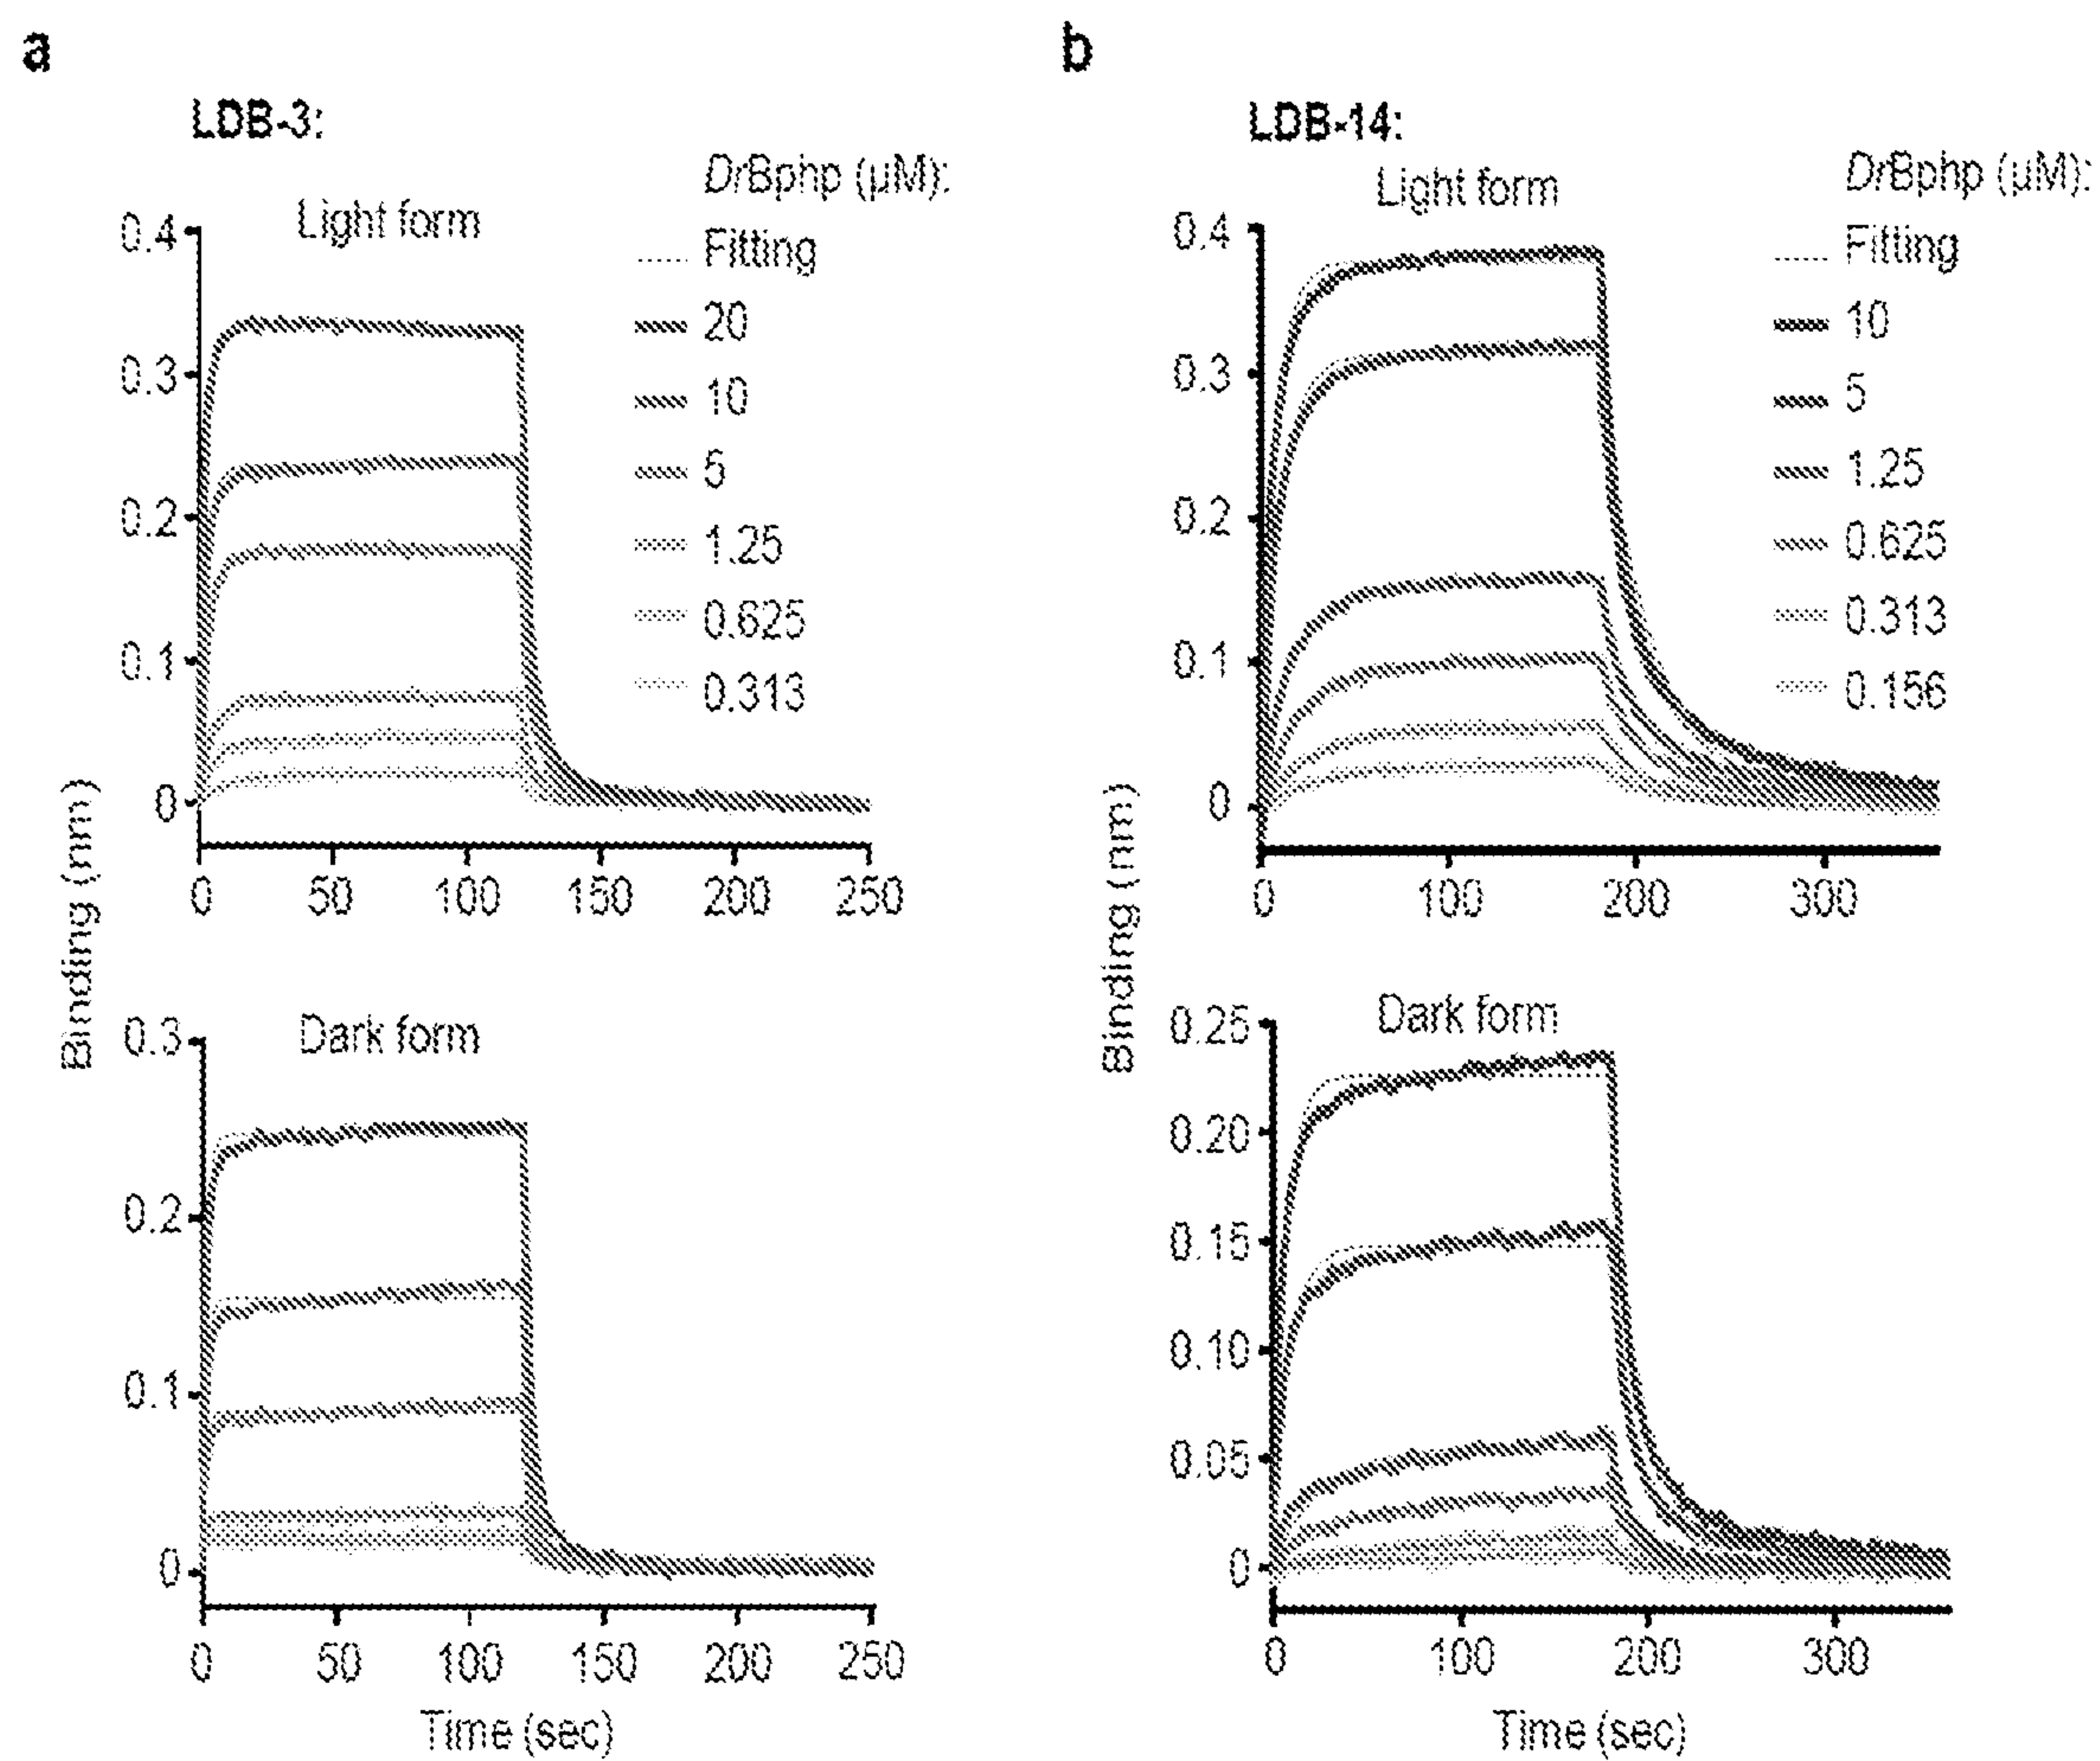 a
LDB-3:
Light form
DrBphp (µM):
Fitting
20
10
5
1.25
0.625
0.313
0.4
0.3
0.2
0.1
0
0 50 100 150 200 250
Binding (nm)
Dark form
0.3
0.2
0.1
0
0 50 100 150 200 250
Time (sec)
b
LDB-14:
Light form
DrBphp (µM):
Fitting
10
5
1.25
0.625
0.313
0.156
0.4
0.3
0.2
0.1
0
0 100 200 300
Binding (nm)
Dark form
0.25
0.20
0.15
0.10
0.05
0
0 100 200 300
Time (sec)